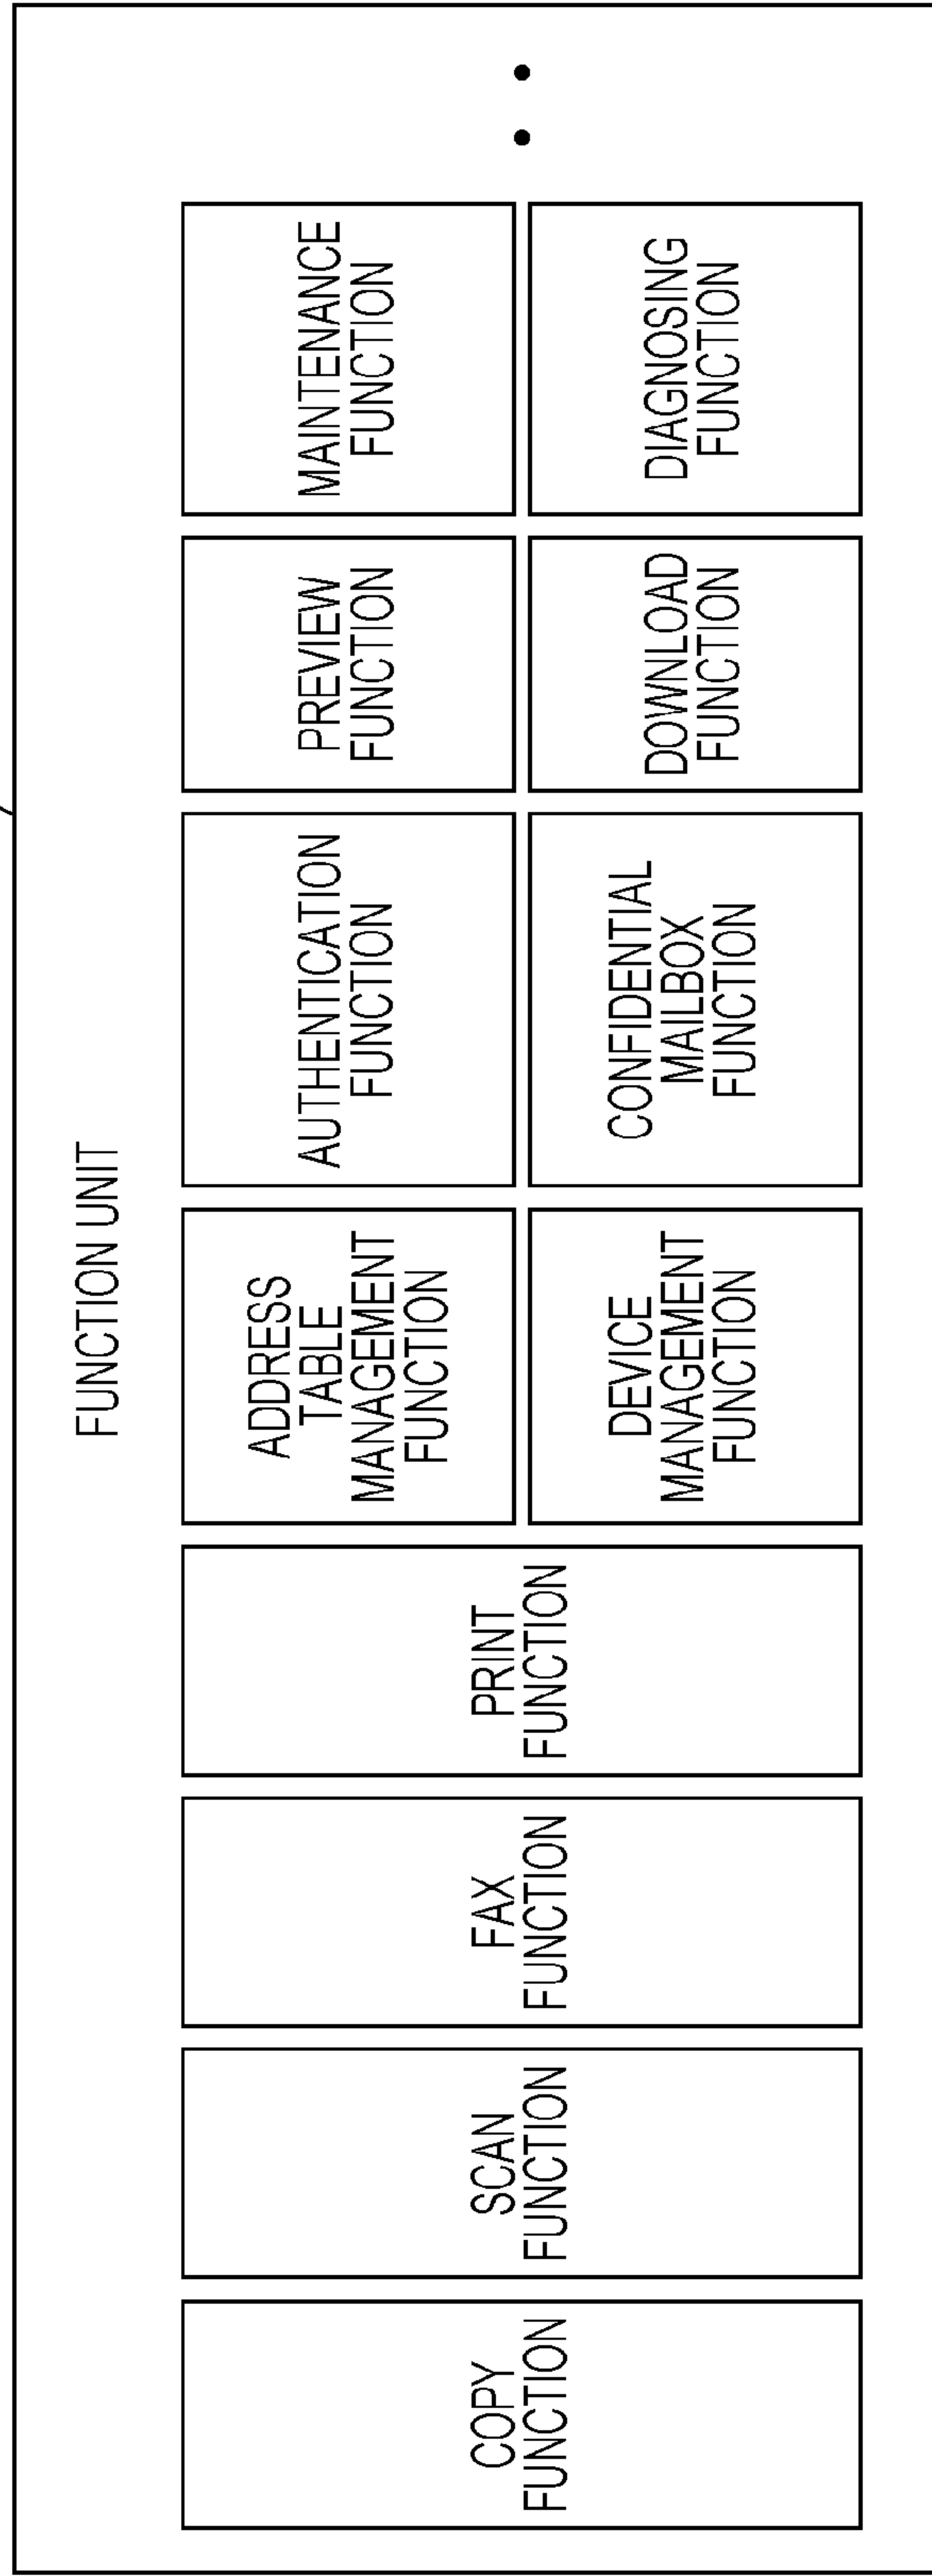 FUNCTION UNIT
COPY
FUNCTION
SCAN
FUNCTION
FAX
FUNCTION
PRINT
FUNCTION
ADDRESS
TABLE
MANAGEMENT
FUNCTION
DEVICE
MANAGEMENT
FUNCTION
AUTHENTICATION
FUNCTION
CONFIDENTIAL
MAILBOX
FUNCTION
PREVIEW
FUNCTION
DOWNLOAD
FUNCTION
MAINTENANCE
FUNCTION
DIAGNOSING
FUNCTION